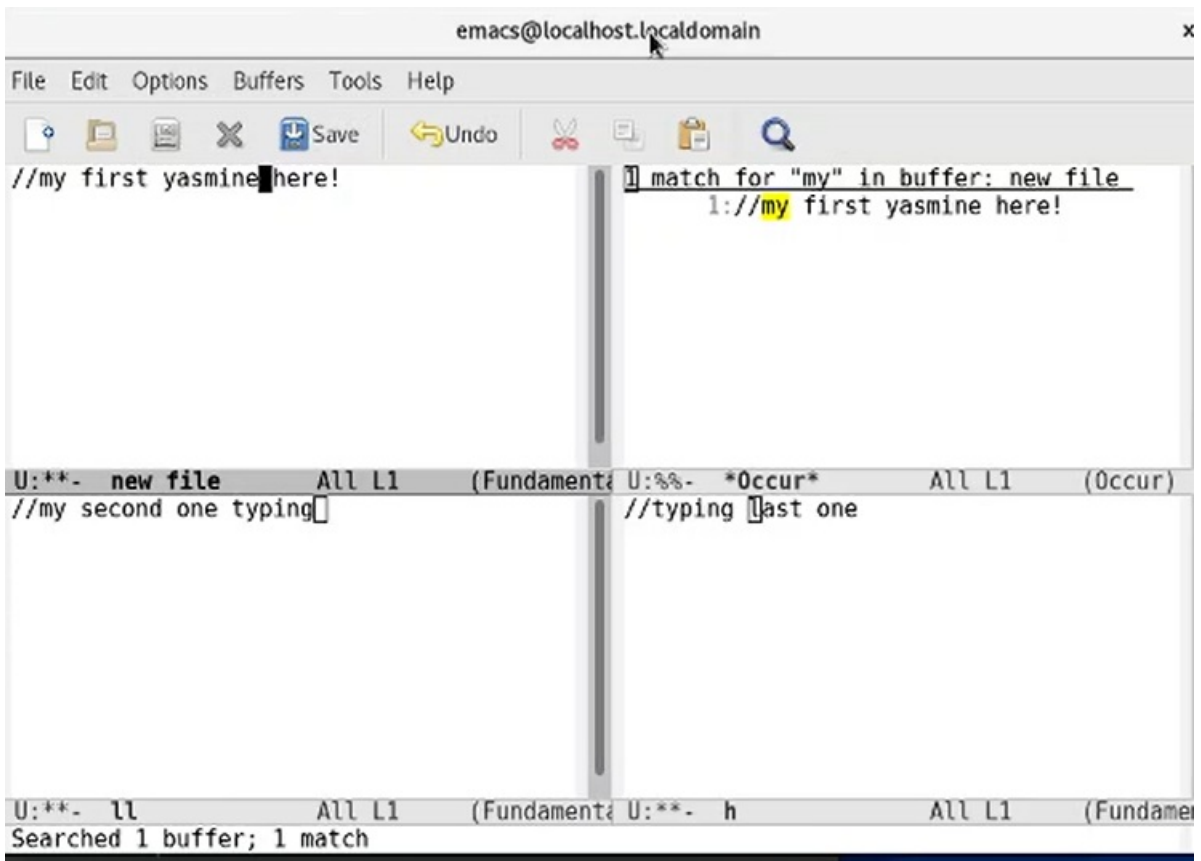 emacs@localhost.localdomain x
File Edit Options Buffers Tools Help
Save Undo
//my first yasmine here!
U:**- new file All L1 (Fundamenta
1 match for "my" in buffer: new file
1://my first yasmine here!
U:%%- *Occur* All L1 (Occur)
//my second one typing
U:**- ll All L1 (Fundamenta
//typing last one
U:**- h All L1 (Fundamen
Searched 1 buffer; 1 match